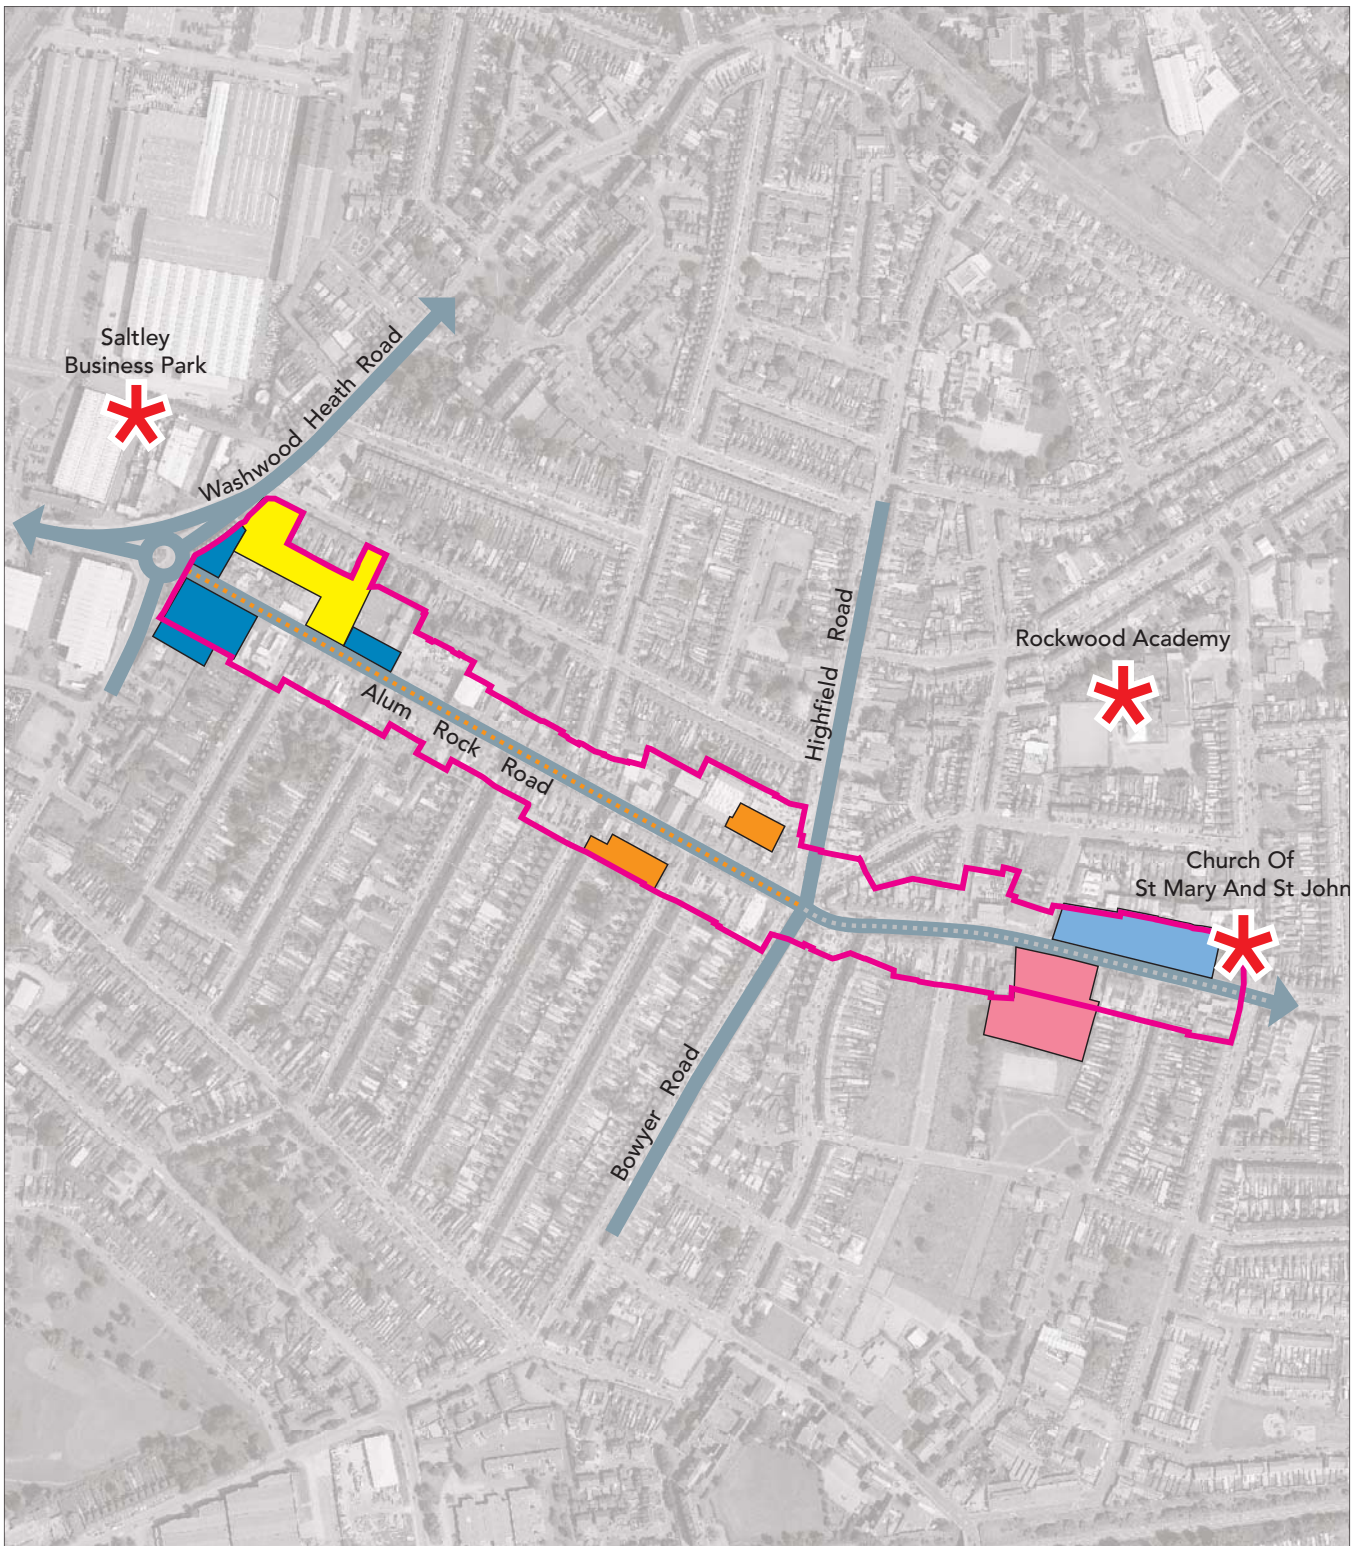 Saltley
Business Park
Washwood Heath Road
Highfield Road
Rockwood Academy
Alum Rock Road
Church Of
St Mary And St John
Bowyer Road